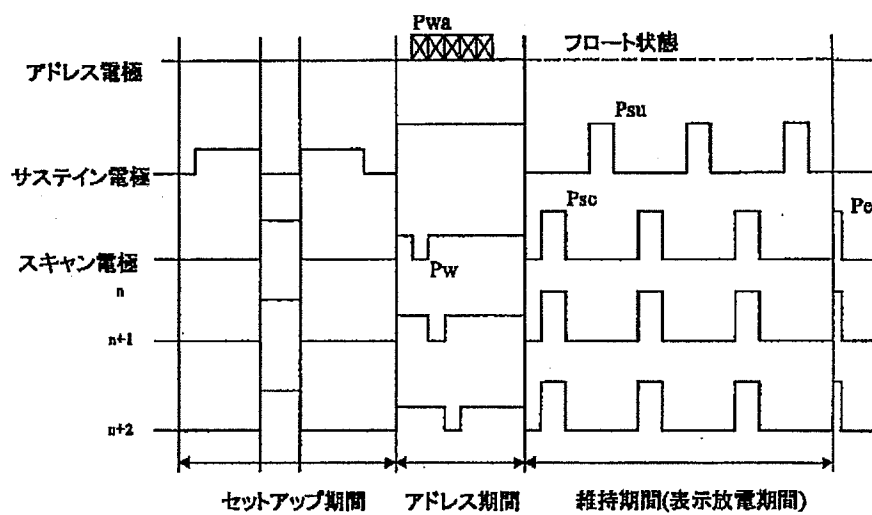 Pwa
フロート状態
アドレス電極
Psu
サステイン電極
Psc
Pe
スキャン電極
Pw
n
n+1
n+2
セットアップ期間
アドレス期間
維持期間(表示放電期間)